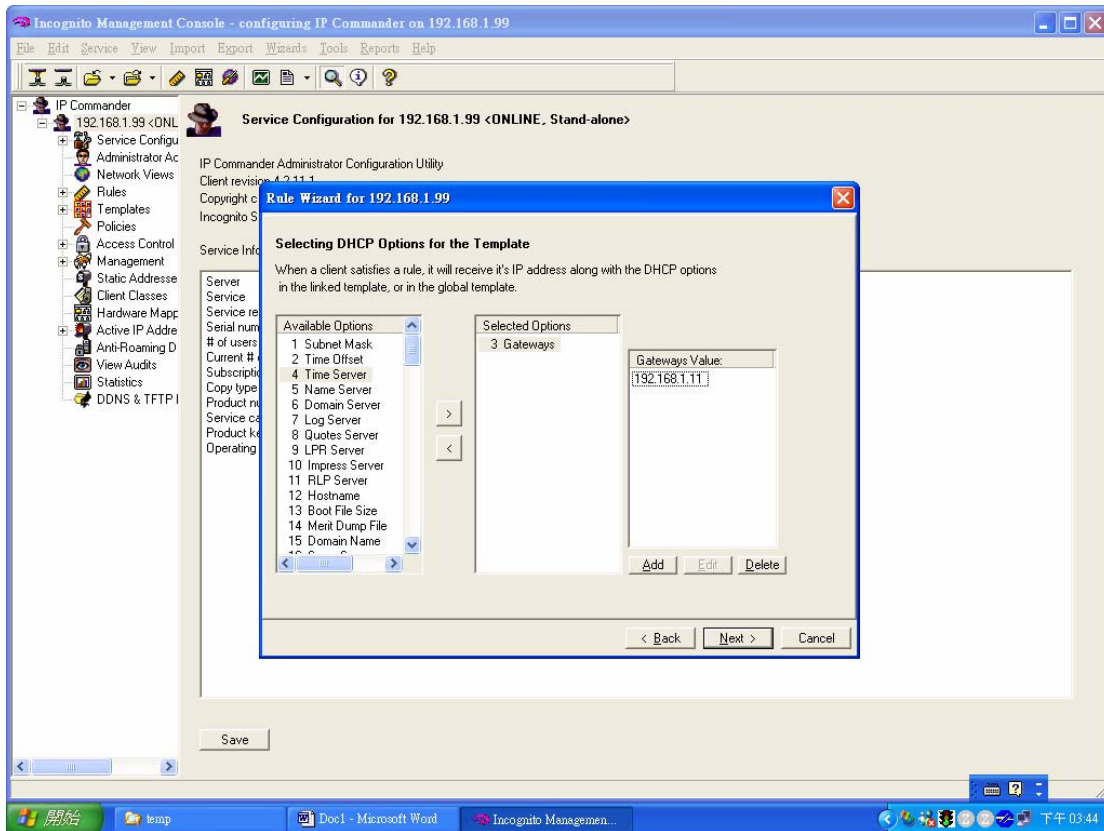 Incognito Management Console - configuring IP Commander on 192.168.1.99
File Edit Service View Import Export Wizards Tools Reports Help
IP Commander
192.168.1.99 <ONL
Service Configu
Administrator Ac
Network Views
Rules
Templates
Policies
Access Control
Management
Static Addresse
Client Classes
Hardware Mapp
Active IP Addre
Anti-Roaming D
View Audits
Statistics
DDNS & TFTP I
Service Configuration for 192.168.1.99 <ONLINE, Stand-alone>
IP Commander Administrator Configuration Utility
Client revision 4.2.11.1
Copyright c
Incognito S
Service Info
Server
Service
Service re
Serial num
# of users
Current #
Subscriptic
Copy type
Product nu
Service ca
Product ke
Operating
Rule Wizard for 192.168.1.99
Selecting DHCP Options for the Template
When a client satisfies a rule, it will receive it's IP address along with the DHCP options
in the linked template, or in the global template.
Available Options
1 Subnet Mask
2 Time Offset
4 Time Server
5 Name Server
6 Domain Server
7 Log Server
8 Quotes Server
9 LPR Server
10 Impress Server
11 RLP Server
12 Hostname
13 Boot File Size
14 Merit Dump File
15 Domain Name
>
<
Selected Options
3 Gateways
Gateways Value:
192.168.1.11
Add Edit Delete
< Back Next > Cancel
Save
開始 temp Doc1 - Microsoft Word Incognito Managemen... 下午 03:44